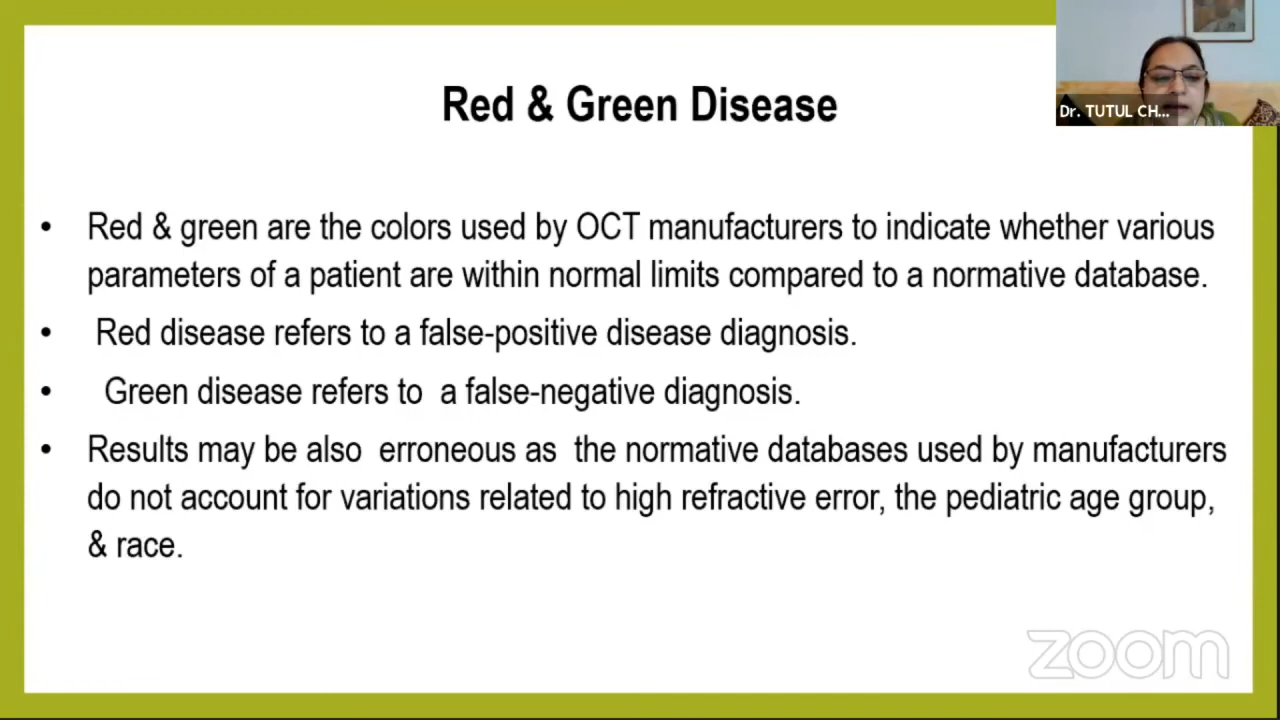 Red & Green Disease
Dr. TUTUL CH...
• Red & green are the colors used by OCT manufacturers to indicate whether various
parameters of a patient are within normal limits compared to a normative database.
• Red disease refers to a false-positive disease diagnosis.
• Green disease refers to a false-negative diagnosis.
• Results may be also erroneous as the normative databases used by manufacturers
do not account for variations related to high refractive error, the pediatric age group,
& race.
zoom